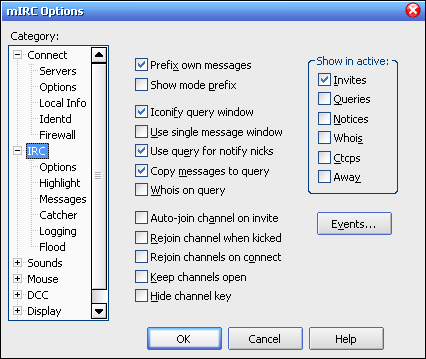 mIRC Options
Category:
Connect
Servers
Options
Local Info
Identd
Firewall
IRC
Options
Highlight
Messages
Catcher
Logging
Flood
Sounds
Mouse
DCC
Display
Prefix own messages
Show mode prefix
Iconify query window
Use single message window
Use query for notify nicks
Copy messages to query
Whois on query
Auto-join channel on invite
Rejoin channel when kicked
Rejoin channels on connect
Keep channels open
Hide channel key
Show in active:
Invites
Queries
Notices
Whois
Ctcps
Away
Events...
OK
Cancel
Help